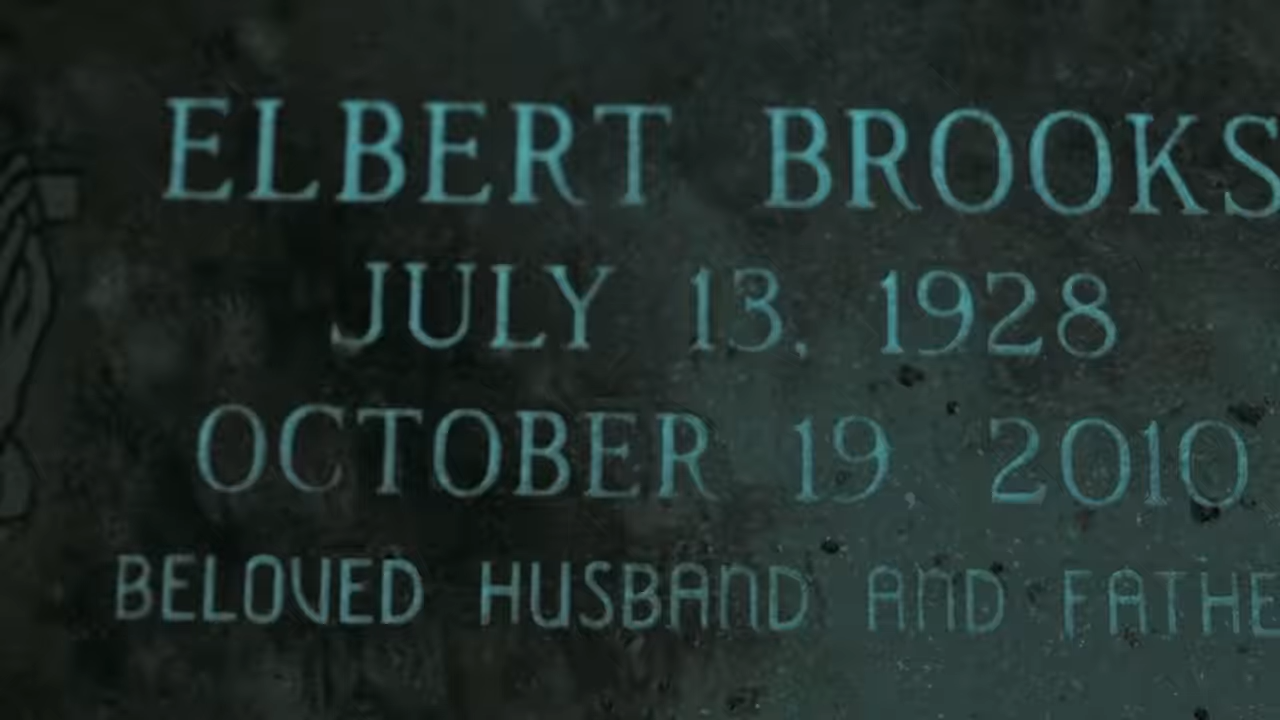 ELBERT BROOKS
JULY 13, 1928
OCTOBER 19 2010
BELOVED HUSBAND AND FATHE